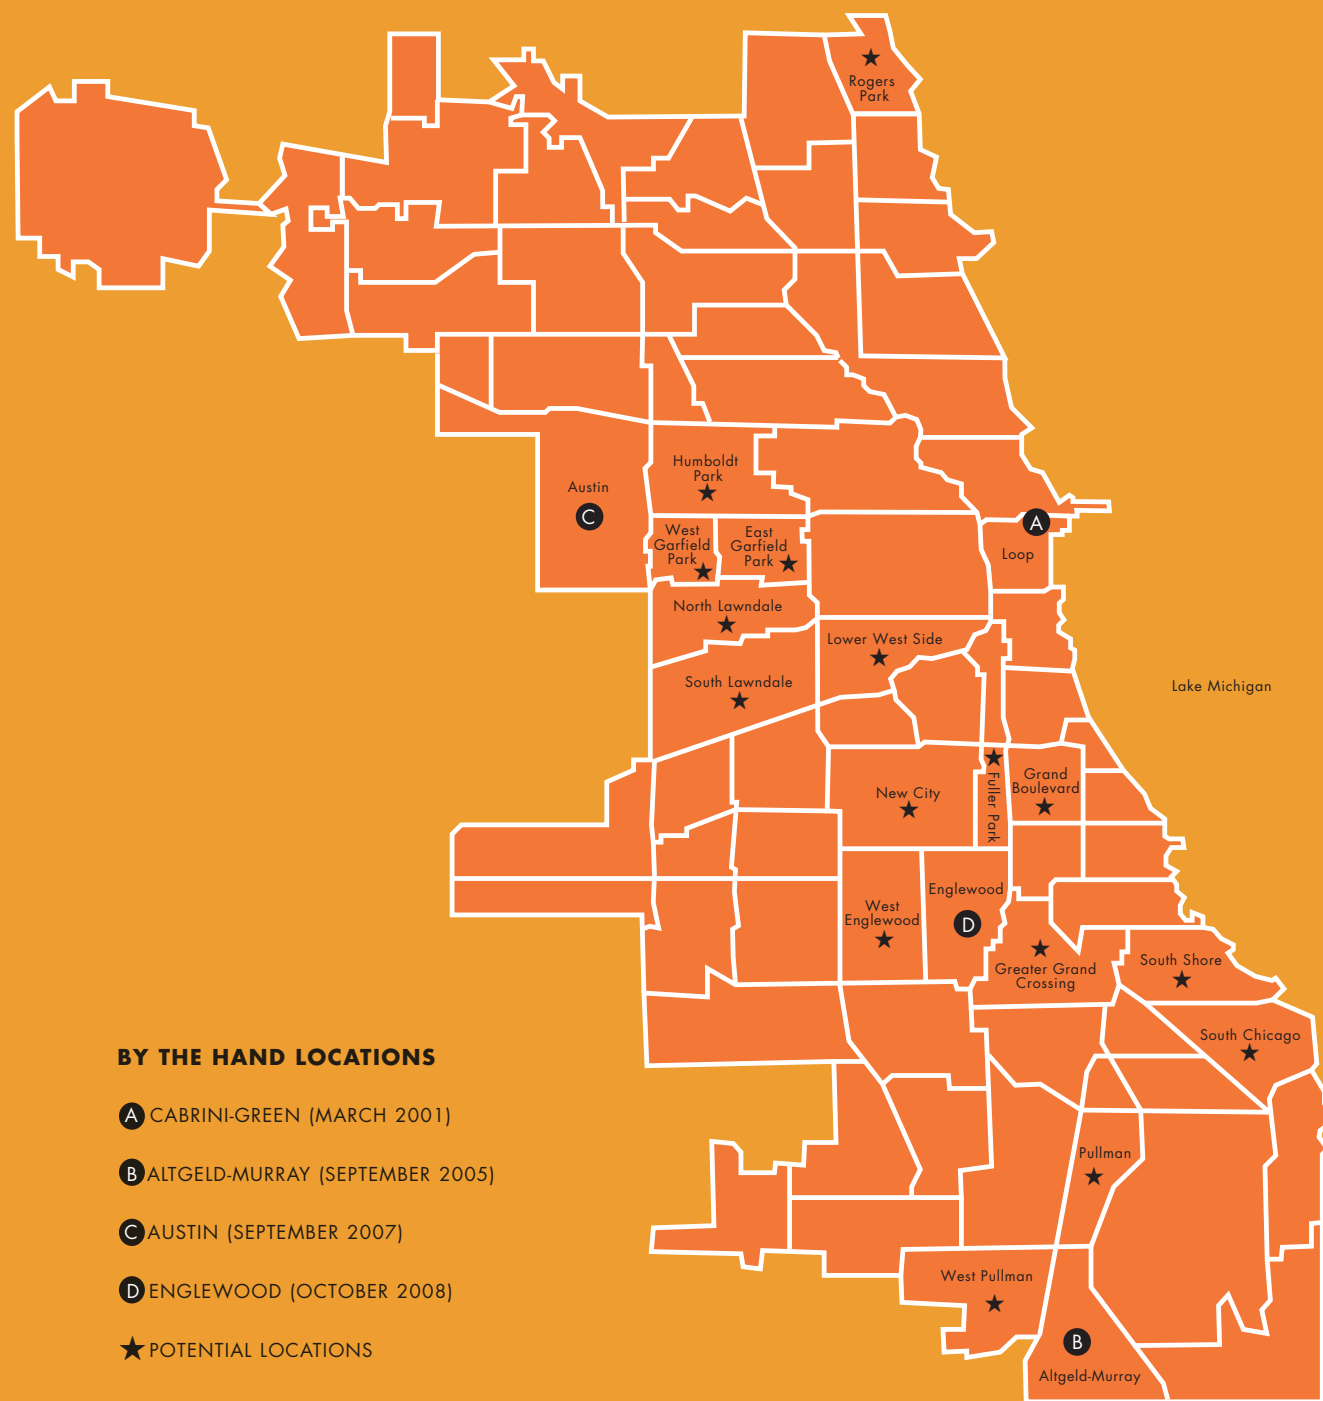 Rogers
Park
Humboldt
Park
Austin
C
West
Garfield
Park
East
Garfield
Park
A
Loop
North Lawndale
Lower West Side
South Lawndale
Lake Michigan
New City
Fuller Park
Grand
Boulevard
Englewood
D
West
Englewood
Greater Grand
Crossing
South Shore
South Chicago
Pullman
West Pullman
B
Altgeld-Murray
BY THE HAND LOCATIONS
A CABRINI-GREEN (MARCH 2001)
B ALTGELD-MURRAY (SEPTEMBER 2005)
C AUSTIN (SEPTEMBER 2007)
D ENGLEWOOD (OCTOBER 2008)
★ POTENTIAL LOCATIONS